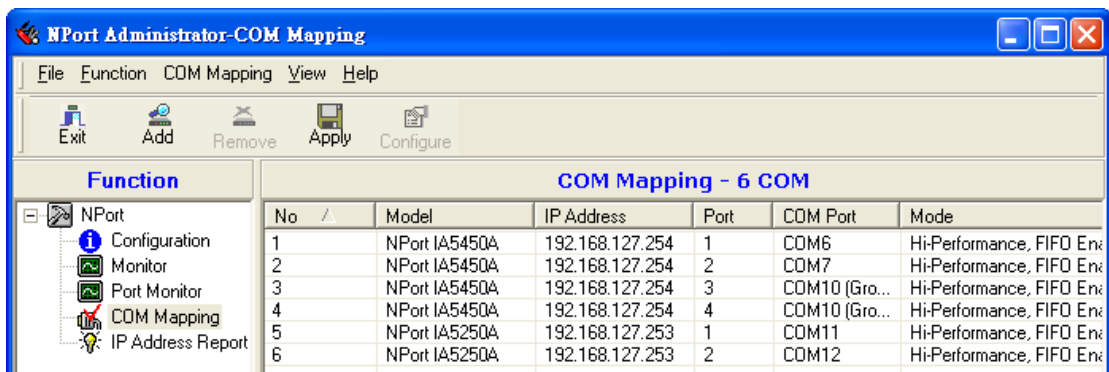 NPort Administrator-COM Mapping
File Function COM Mapping View Help
Exit Add Remove Apply Configure
Function
COM Mapping - 6 COM
NPort
Configuration
Monitor
Port Monitor
COM Mapping
IP Address Report
No Model IP Address Port COM Port Mode
1 NPort IA5450A 192.168.127.254 1 COM6 Hi-Performance, FIFO Ena
2 NPort IA5450A 192.168.127.254 2 COM7 Hi-Performance, FIFO Ena
3 NPort IA5450A 192.168.127.254 3 COM10 (Gro... Hi-Performance, FIFO Ena
4 NPort IA5450A 192.168.127.254 4 COM10 (Gro... Hi-Performance, FIFO Ena
5 NPort IA5250A 192.168.127.253 1 COM11 Hi-Performance, FIFO Ena
6 NPort IA5250A 192.168.127.253 2 COM12 Hi-Performance, FIFO Ena